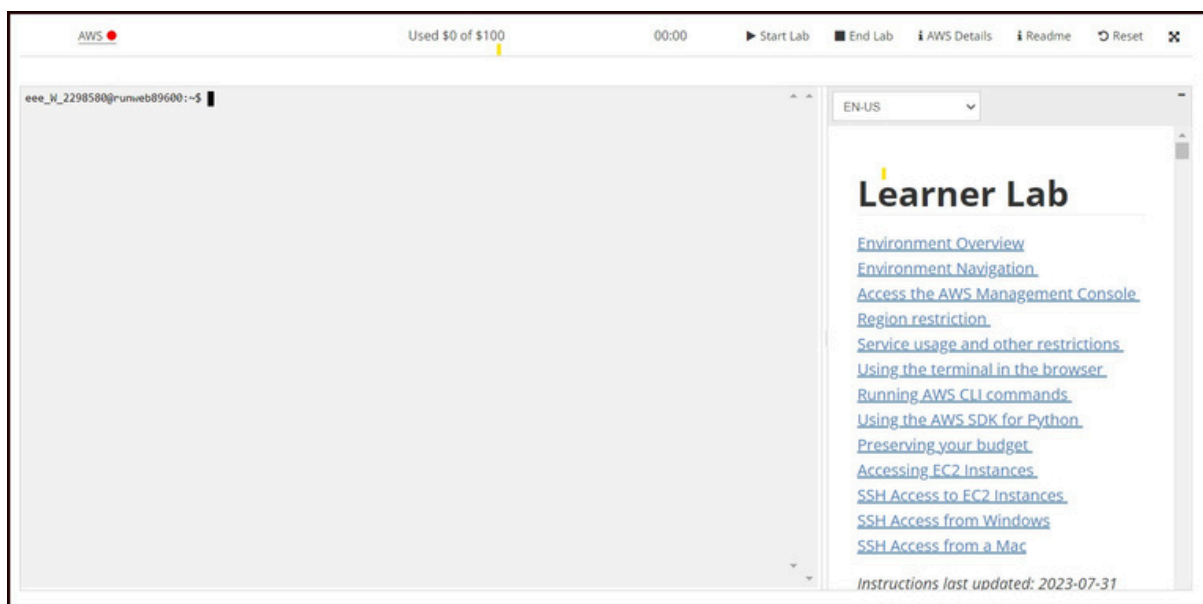 AWS Used $0 of $100 00:00 Start Lab End Lab AWS Details Readme Reset
eee_W_2298580@runweb89600:~$
EN-US
Learner Lab
Environment Overview
Environment Navigation
Access the AWS Management Console
Region restriction
Service usage and other restrictions
Using the terminal in the browser
Running AWS CLI commands
Using the AWS SDK for Python
Preserving your budget
Accessing EC2 Instances
SSH Access to EC2 Instances
SSH Access from Windows
SSH Access from a Mac
Instructions last updated: 2023-07-31